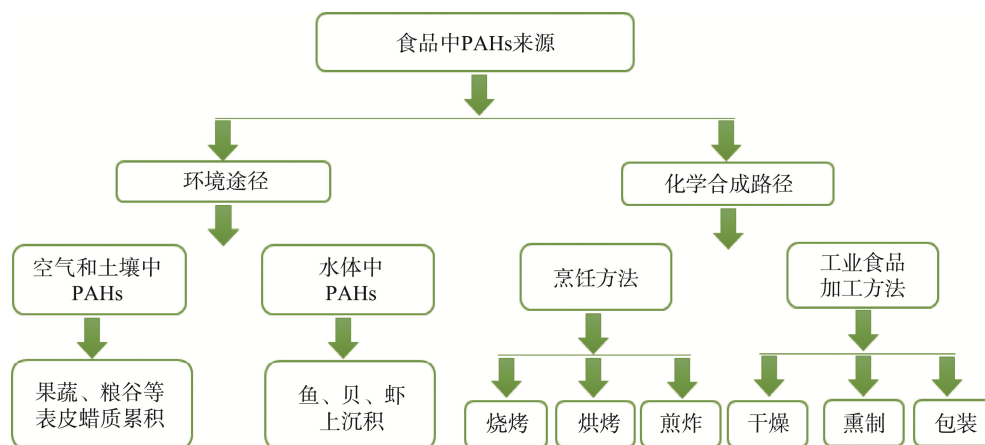 食品中PAHs来源
环境途径
化学合成路径
空气和土壤中
PAHs
水体中
PAHs
烹饪方法
工业食品
加工方法
果蔬、粮谷等
表皮蜡质累积
鱼、贝、虾
上沉积
烧烤
烘烤
煎炸
干燥
熏制
包装